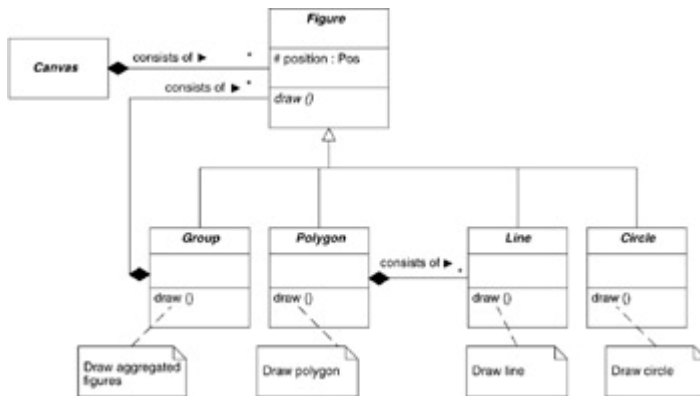 Figure
# position : Pos
draw ()
Canvas
consists of ► *
consists of ► *
Group
draw ()
Polygon
draw ()
consists of ►
*
Line
draw ()
Circle
draw ()
Draw aggregated
figures
Draw polygon
Draw line
Draw circle